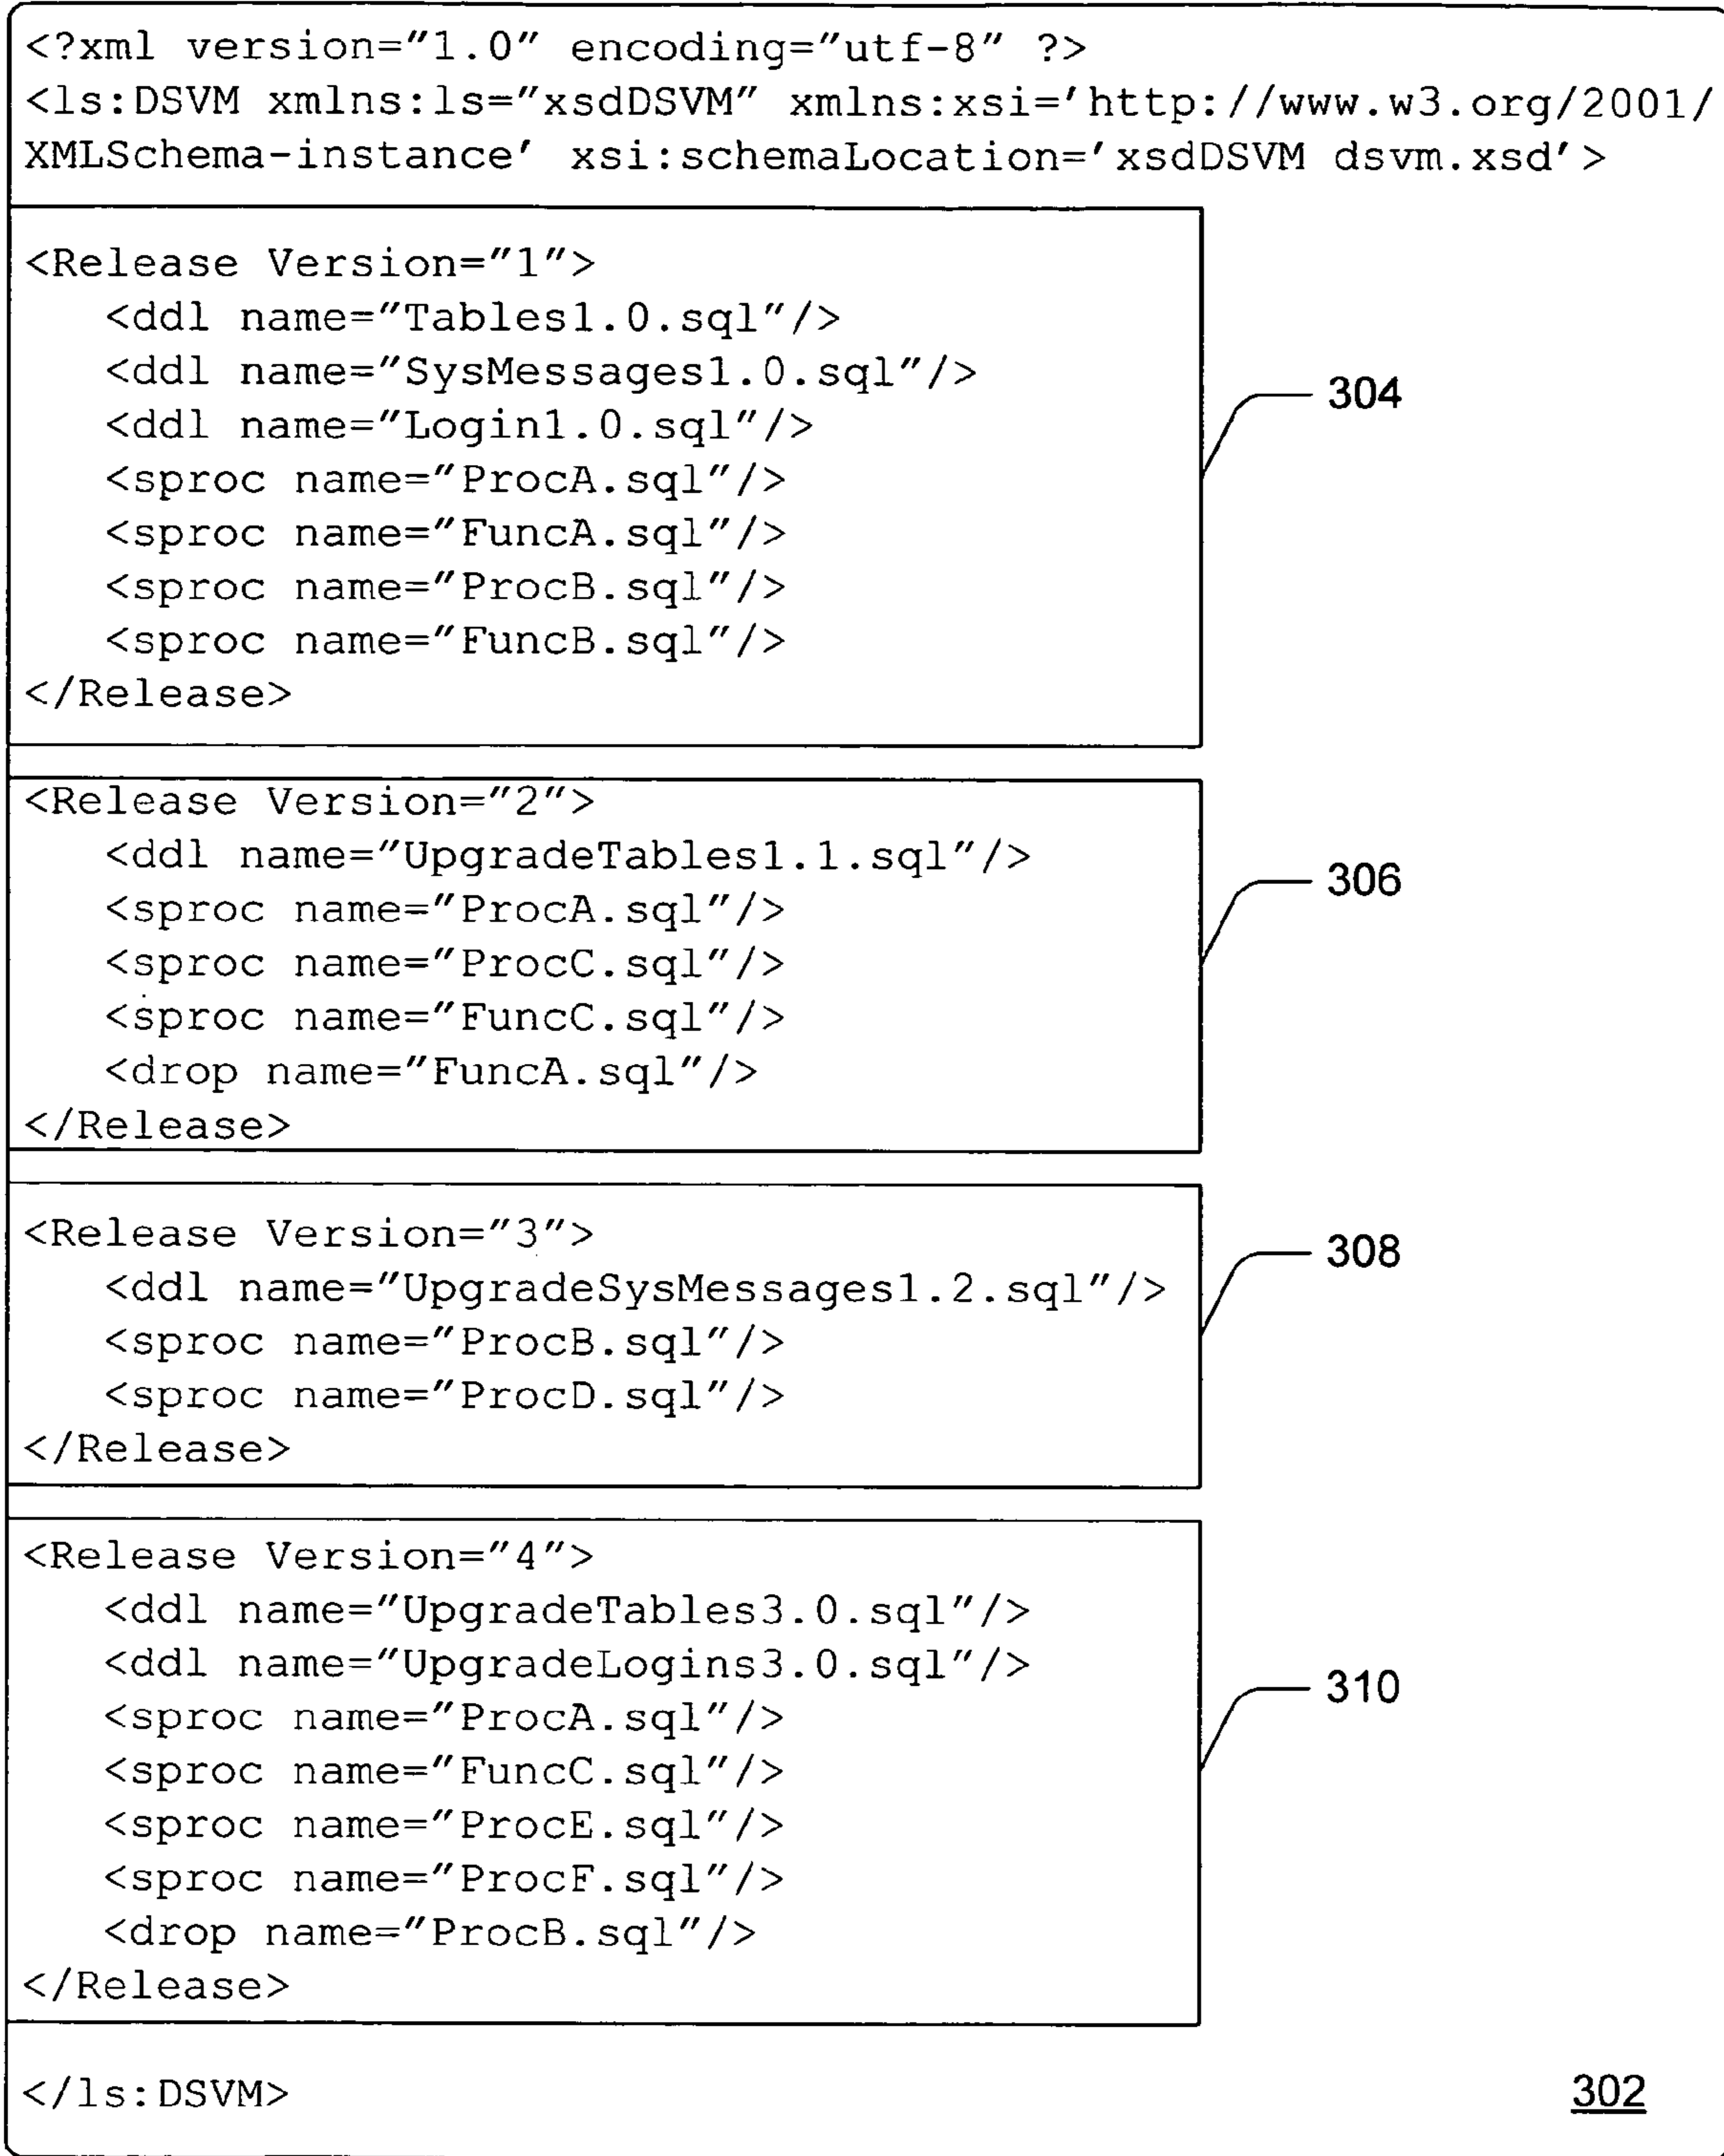 <?xml version="1.0" encoding="utf-8" ?>
<ls:DSVM xmlns:ls="xsdDSVM" xmlns:xsi='http://www.w3.org/2001/
XMLSchema-instance' xsi:schemaLocation='xsdDSVM dsvm.xsd'>
<Release Version="1">
<ddl name="Tables1.0.sql"/>
<ddl name="SysMessages1.0.sql"/>
<ddl name="Login1.0.sql"/>
<sproc name="ProcA.sql"/>
<sproc name="FuncA.sql"/>
<sproc name="ProcB.sql"/>
<sproc name="FuncB.sql"/>
</Release>
304
<Release Version="2">
<ddl name="UpgradeTables1.1.sql"/>
<sproc name="ProcA.sql"/>
<sproc name="ProcC.sql"/>
<sproc name="FuncC.sql"/>
<drop name="FuncA.sql"/>
</Release>
306
<Release Version="3">
<ddl name="UpgradeSysMessages1.2.sql"/>
<sproc name="ProcB.sql"/>
<sproc name="ProcD.sql"/>
</Release>
308
<Release Version="4">
<ddl name="UpgradeTables3.0.sql"/>
<ddl name="UpgradeLogins3.0.sql"/>
<sproc name="ProcA.sql"/>
<sproc name="FuncC.sql"/>
<sproc name="ProcE.sql"/>
<sproc name="ProcF.sql"/>
<drop name="ProcB.sql"/>
</Release>
310
</ls:DSVM>
302